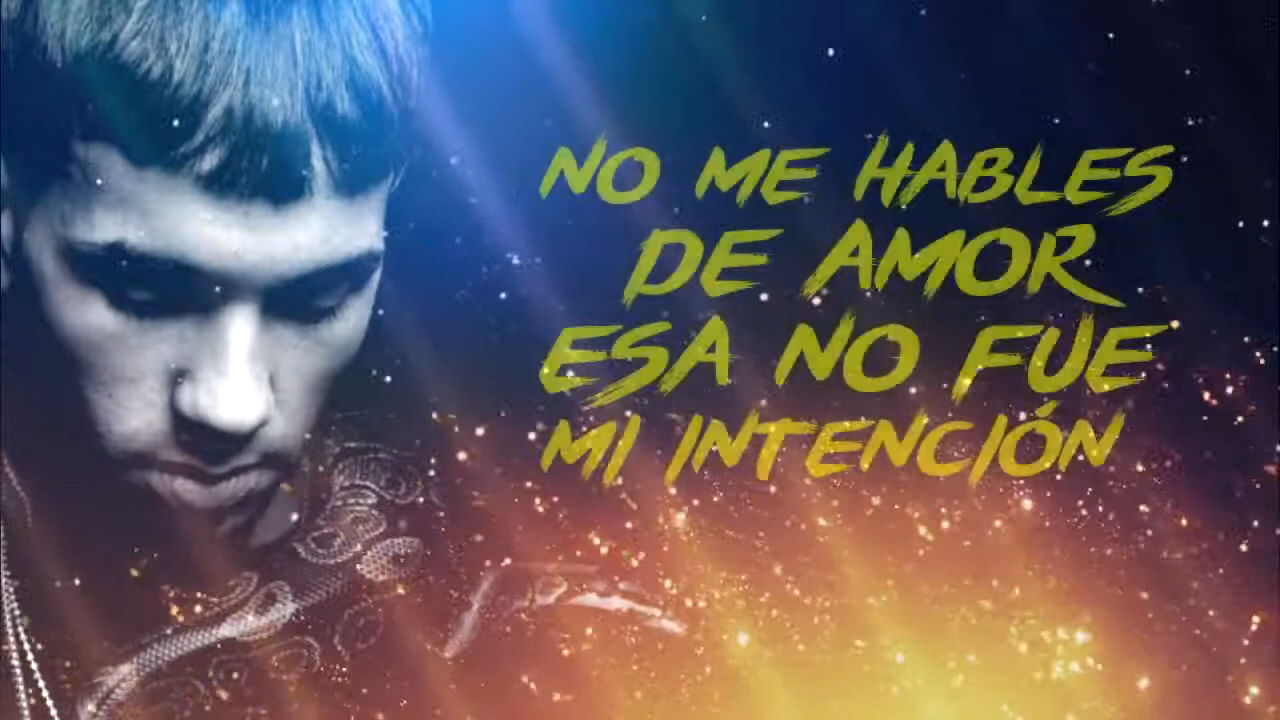 NO ME HABLES
DE AMOR
ESA NO FUE
MI INTENCIÓN